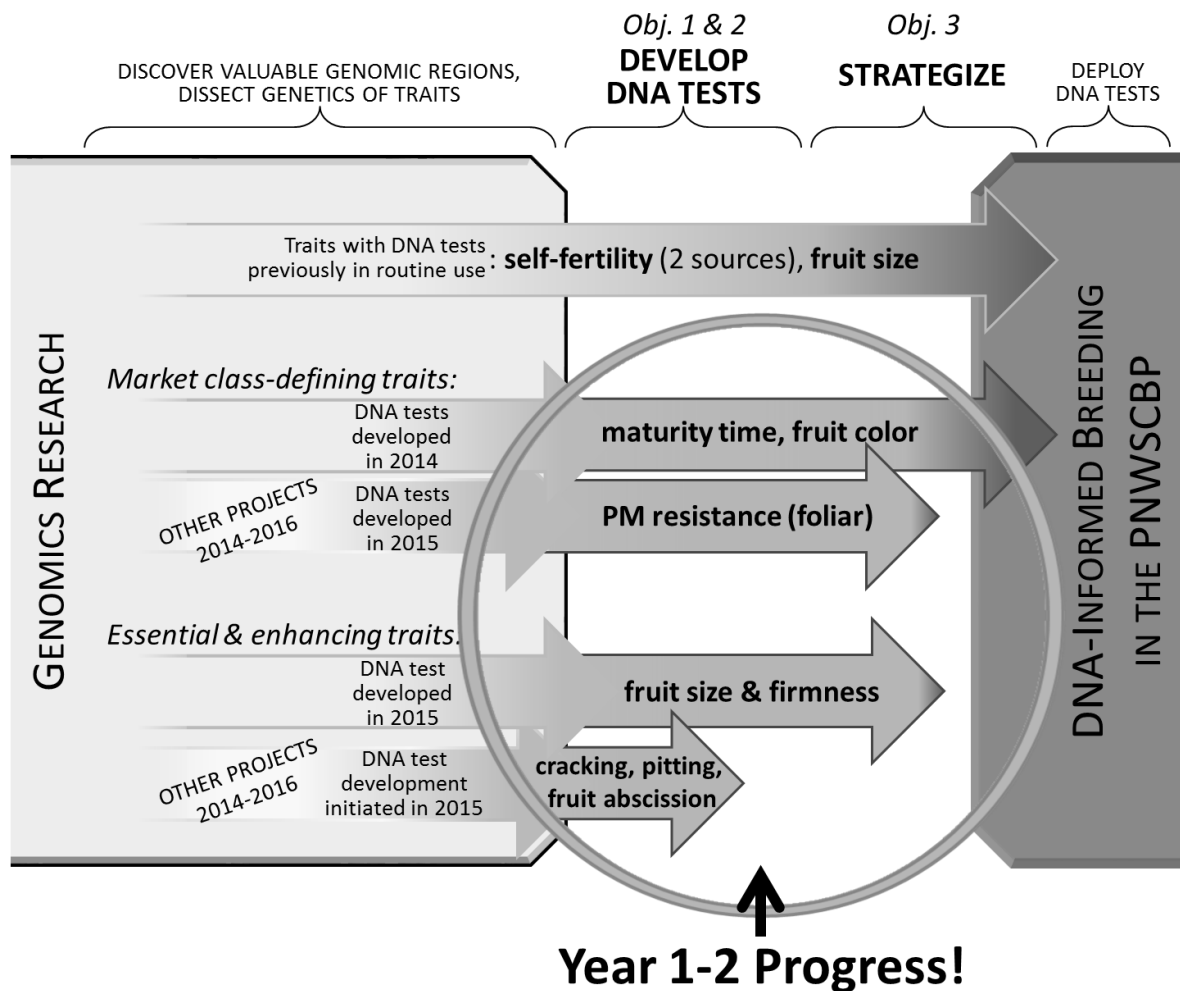 Obj. 1 & 2
DEVELOP
DNA TESTS
Obj. 3
STRATEGIZE
DISCOVER VALUABLE GENOMIC REGIONS,
DISSECT GENETICS OF TRAITS
DEPLOY
DNA TESTS
Traits with DNA tests
previously in routine use
: self-fertility (2 sources), fruit size
GENOMICS RESEARCH
Market class-defining traits:
DNA tests
developed
in 2014
maturity time, fruit color
OTHER PROJECTS
2014-2016
DNA tests
developed
in 2015
PM resistance (foliar)
Essential & enhancing traits:
DNA test
developed
in 2015
fruit size & firmness
OTHER PROJECTS
2014-2016
DNA test
development
initiated in 2015
cracking, pitting,
fruit abscission
DNA-INFORMED BREEDING
IN THE PNWSCBP
Year 1-2 Progress!